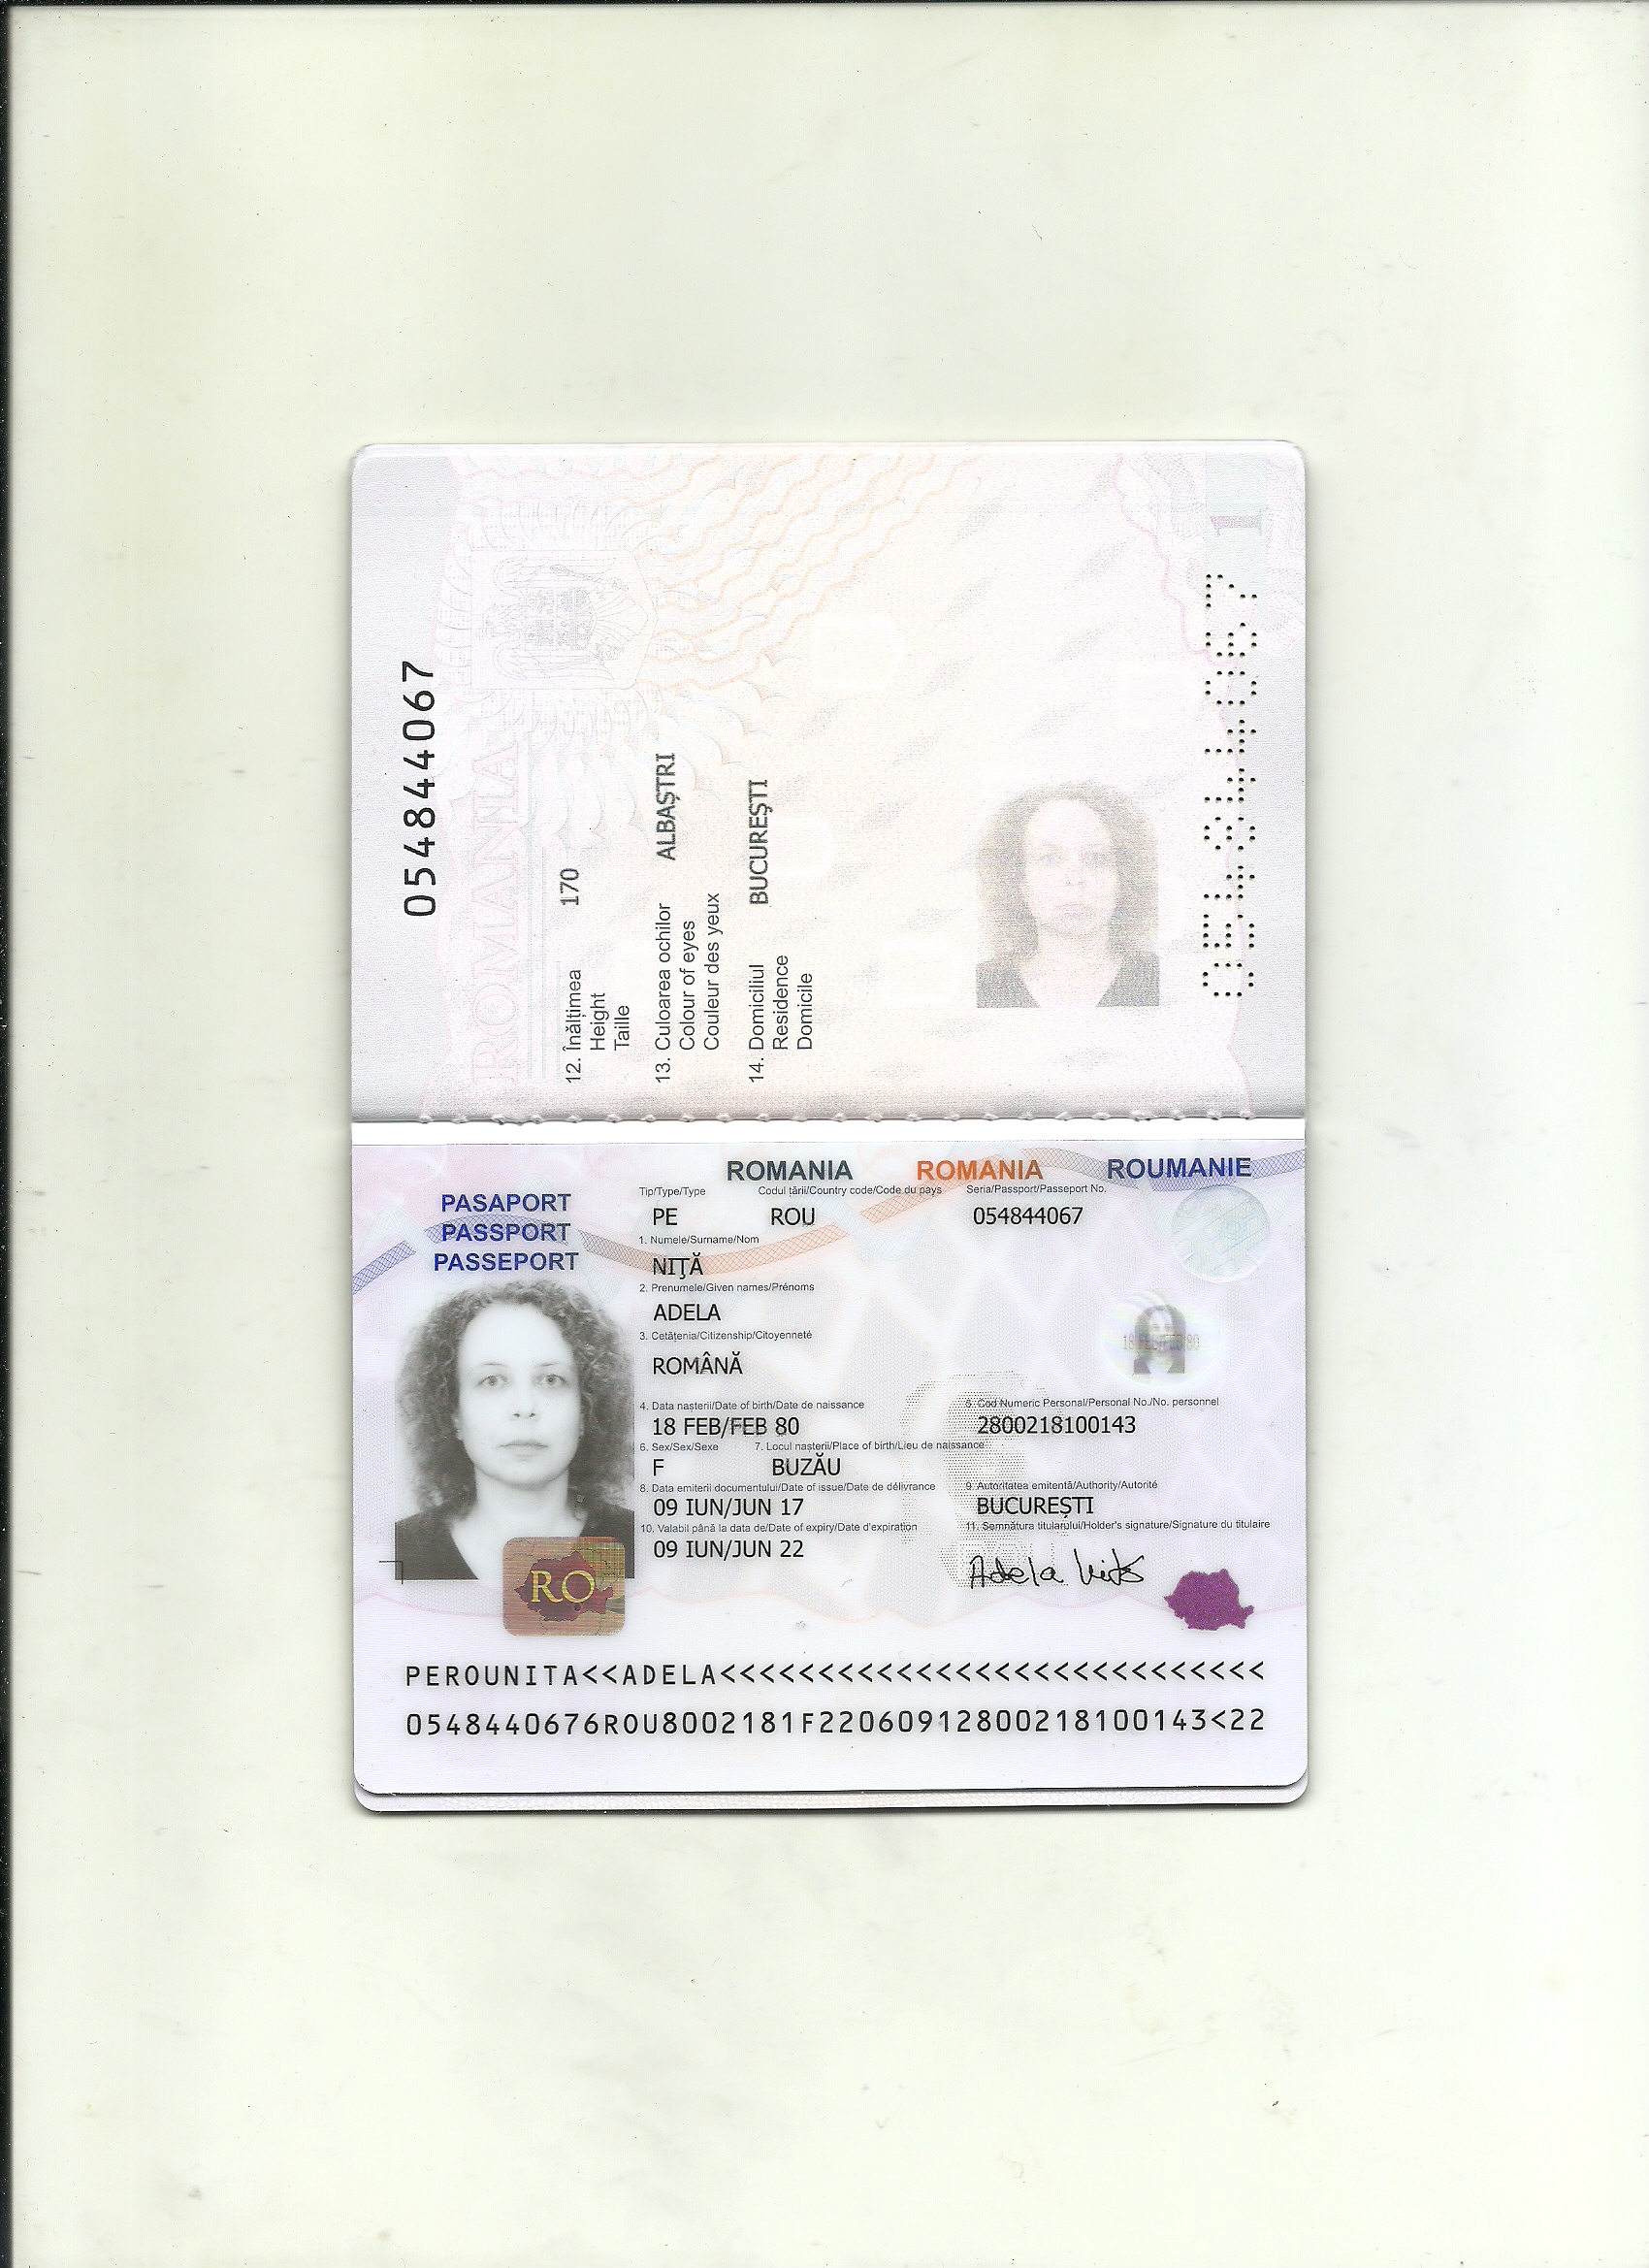 054844067
ROMANIA
12. Înălțimea 170
Height
Taille
13. Culoarea ochilor ALBAȘTRI
Colour of eyes
Couleur des yeux
14. Domiciliul BUCUREȘTI
Residence
Domicile
1
054844067
ROMANIA ROMANIA ROUMANIE
PASAPORT
PASSPORT
PASSEPORT
Tip/Type/Type Codul țării/Country code/Code du pays Seria/Passport/Passeport No.
PE ROU 054844067
1. Numele/Surname/Nom
NIŢĂ
2. Prenumele/Given names/Prénoms
ADELA
3. Cetățenia/Citizenship/Citoyenneté
ROMÂNĂ
4. Data nașterii/Date of birth/Date de naissance 5. Cod Numeric Personal/Personal No./No. personnel
18 FEB/FEB 80 2800218100143
6. Sex/Sex/Sexe 7. Locul nașterii/Place of birth/Lieu de naissance
F BUZĂU
8. Data emiterii documentului/Date of issue/Date de délivrance 9. Autoritatea emitentă/Authority/Autorité
09 IUN/JUN 17 BUCUREȘTI
10. Valabil până la data de/Date of expiry/Date d'expiration 11. Semnătura titularului/Holder's signature/Signature du titulaire
09 IUN/JUN 22
Adela Niță
RO
PEROUNITA<<ADELA<<<<<<<<<<<<<<<<<<<<<<<<<<<<
0548440676ROU8002181F22060912800218100143<22